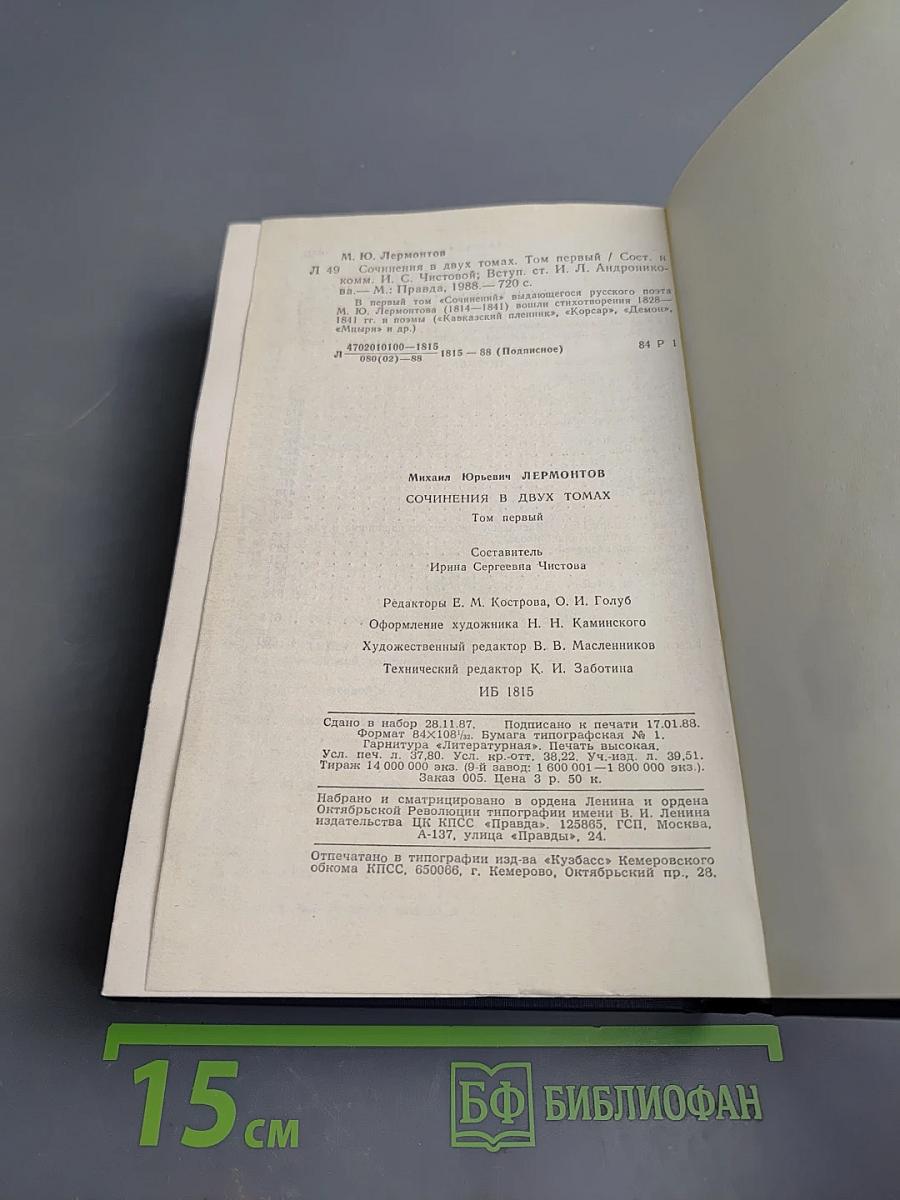 М. Ю. Лермонтов
Л 49 Сочинения в двух томах. Том первый / Сост. и
комм. И. С. Чистовой; Вступ. ст. И. Л. Андронико-
ва.— М.: Правда, 1988.— 720 с.
В первый том «Сочинений» выдающегося русского поэта
М. Ю. Лермонтова (1814—1841) вошли стихотворения 1828—
1841 гг. и поэмы («Кавказский пленник», «Корсар», «Демон»,
«Мцыри» и др.)
4702010100—1815
Л 1815 — 88 (Подписное) 84 Р 1
080(02)—88
Михаил Юрьевич ЛЕРМОНТОВ
СОЧИНЕНИЯ В ДВУХ ТОМАХ
Том первый
Составитель
Ирина Сергеевна Чистова
Редакторы Е. М. Кострова, О. И. Голуб
Оформление художника Н. Н. Каминского
Художественный редактор В. В. Масленников
Технический редактор К. И. Заботина
ИБ 1815
Сдано в набор 28.11.87. Подписано к печати 17.01.88.
Формат 84×108¹/₃₂. Бумага типографская № 1.
Гарнитура «Литературная». Печать высокая.
Усл. печ. л. 37,80. Усл. кр.-отт. 38,22. Уч.-изд. л. 39,51.
Тираж 14 000 000 экз. (9-й завод: 1 600 001—1 800 000 экз.).
Заказ 005. Цена 3 р. 50 к.
Набрано и сматрицировано в ордена Ленина и ордена
Октябрьской Революции типографии имени В. И. Ленина
издательства ЦК КПСС «Правда». 125865, ГСП, Москва,
А-137, улица «Правды», 24.
Отпечатано в типографии изд-ва «Кузбасс» Кемеровского
обкома КПСС, 650066, г. Кемерово, Октябрьский пр., 28.
15 см
БФ БИБЛИОФАН